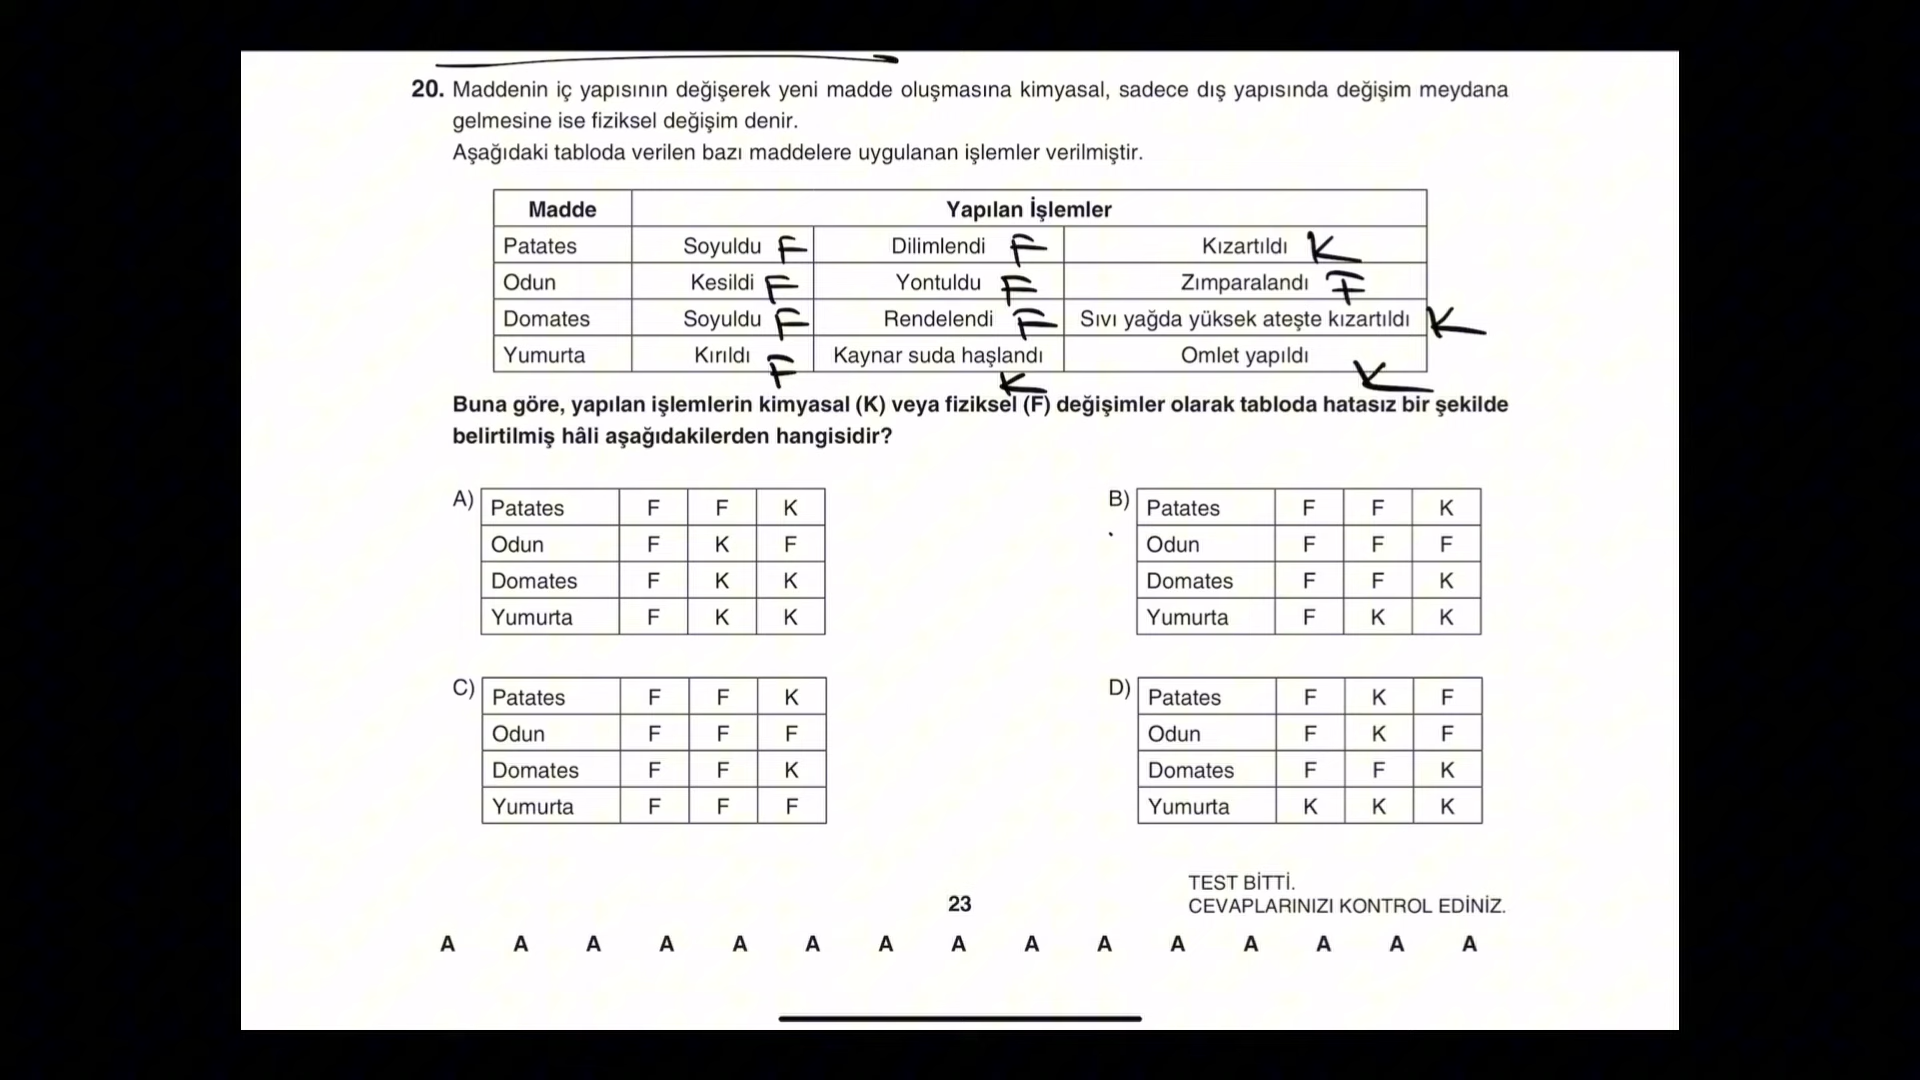 20. Maddenin iç yapısının değişerek yeni madde oluşmasına kimyasal, sadece dış yapısında değişim meydana
gelmesine ise fiziksel değişim denir.
Aşağıdaki tabloda verilen bazı maddelere uygulanan işlemler verilmiştir.
Madde Yapılan İşlemler
Patates Soyuldu F Dilimlendi F Kızartıldı K
Odun Kesildi F Yontuldu F Zımparalandı F
Domates Soyuldu F Rendelendi F Sıvı yağda yüksek ateşte kızartıldı K
Yumurta Kırıldı F Kaynar suda haşlandı K Omlet yapıldı K
Buna göre, yapılan işlemlerin kimyasal (K) veya fiziksel (F) değişimler olarak tabloda hatasız bir şekilde
belirtilmiş hâli aşağıdakilerden hangisidir?
A) Patates F F K
Odun F K F
Domates F K K
Yumurta F K K
B) Patates F F K
Odun F F F
Domates F F K
Yumurta F K K
C) Patates F F K
Odun F F F
Domates F F K
Yumurta F F F
D) Patates F K F
Odun F K F
Domates F F K
Yumurta K K K
TEST BİTTİ.
CEVAPLARINIZI KONTROL EDİNİZ.
23
A A A A A A A A A A A A A A A